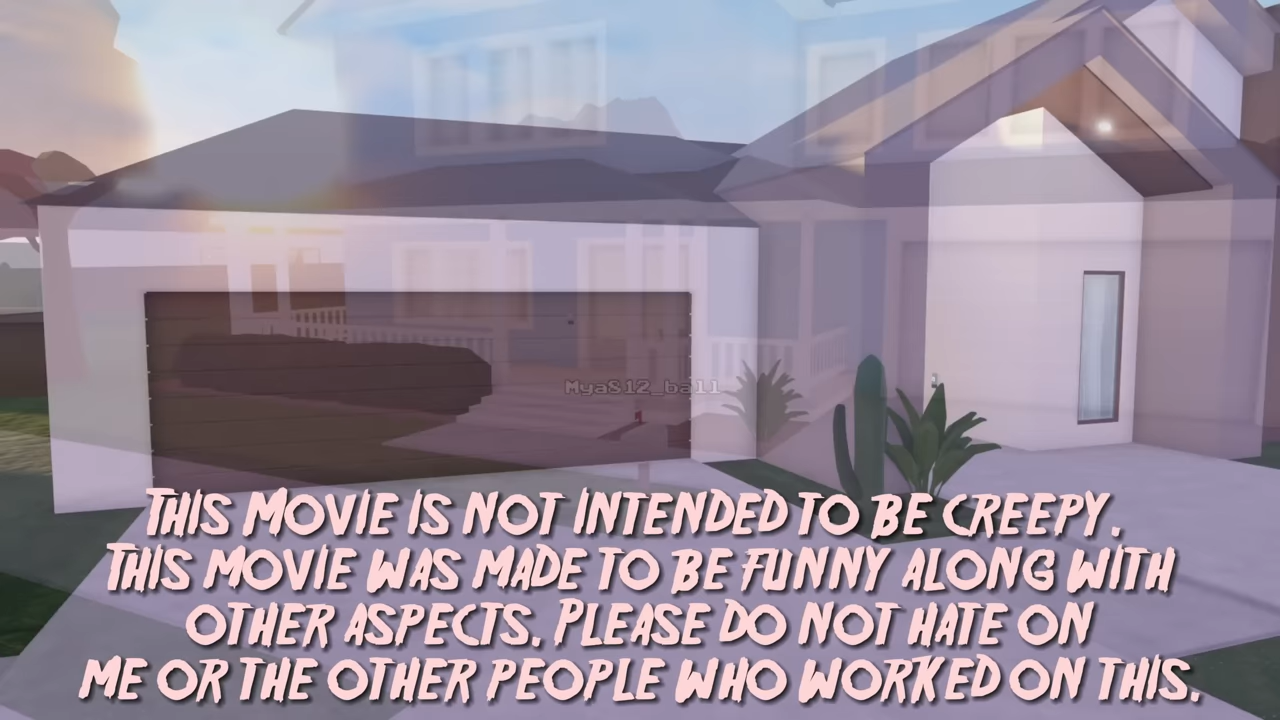 MyaS12_ball
THIS MOVIE IS NOT INTENDED TO BE CREEPY.
THIS MOVIE WAS MADE TO BE FUNNY ALONG WITH
OTHER ASPECTS. PLEASE DO NOT HATE ON
ME OR THE OTHER PEOPLE WHO WORKED ON THIS.